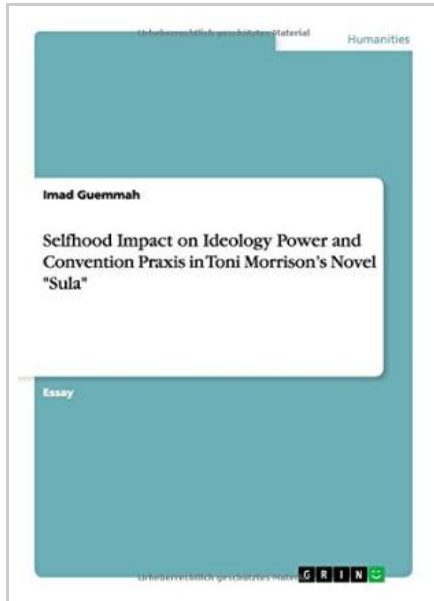 Urheberrechtlich geschütztes Material
Humanities
Imad Guemmah
Selfhood Impact on Ideology Power and
Convention Praxis in Toni Morrison's Novel
"Sula"
Essay
Urheberrechtlich geschütztes
GRIN